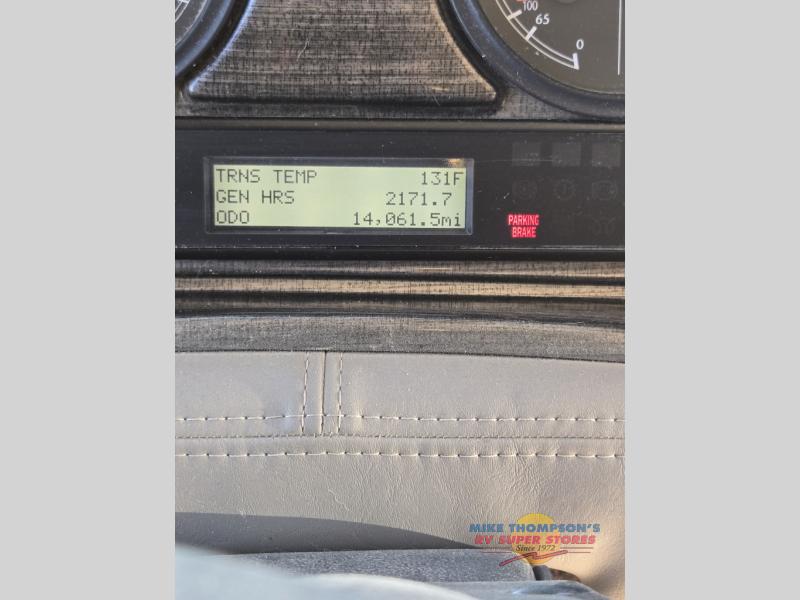 100
65
0
TRNS TEMP 131F
GEN HRS 2171.7
ODO 14,061.5mi
PARKING
BRAKE
MIKE THOMPSON'S
RV SUPER STORES
Since 1972